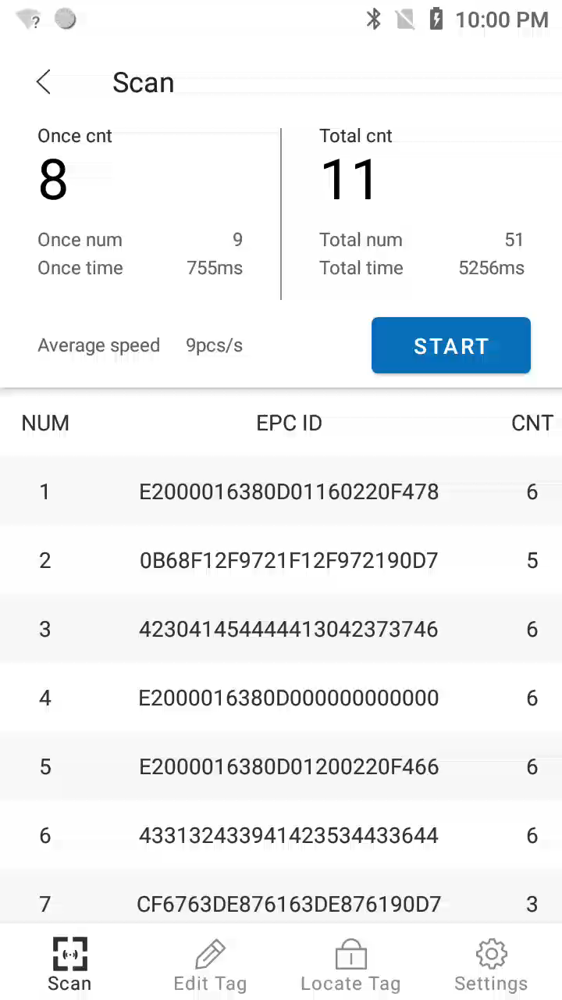 10:00 PM
Scan
Once cnt
8
Once num 9
Once time 755ms
Total cnt
11
Total num 51
Total time 5256ms
Average speed 9pcs/s
START
NUM EPC ID CNT
1 E2000016380D01160220F478 6
2 0B68F12F9721F12F972190D7 5
3 423041454444413042373746 6
4 E2000016380D000000000000 6
5 E2000016380D01200220F466 6
6 433132433941423534433644 6
7 CF6763DE876163DE876190D7 3
Scan Edit Tag Locate Tag Settings